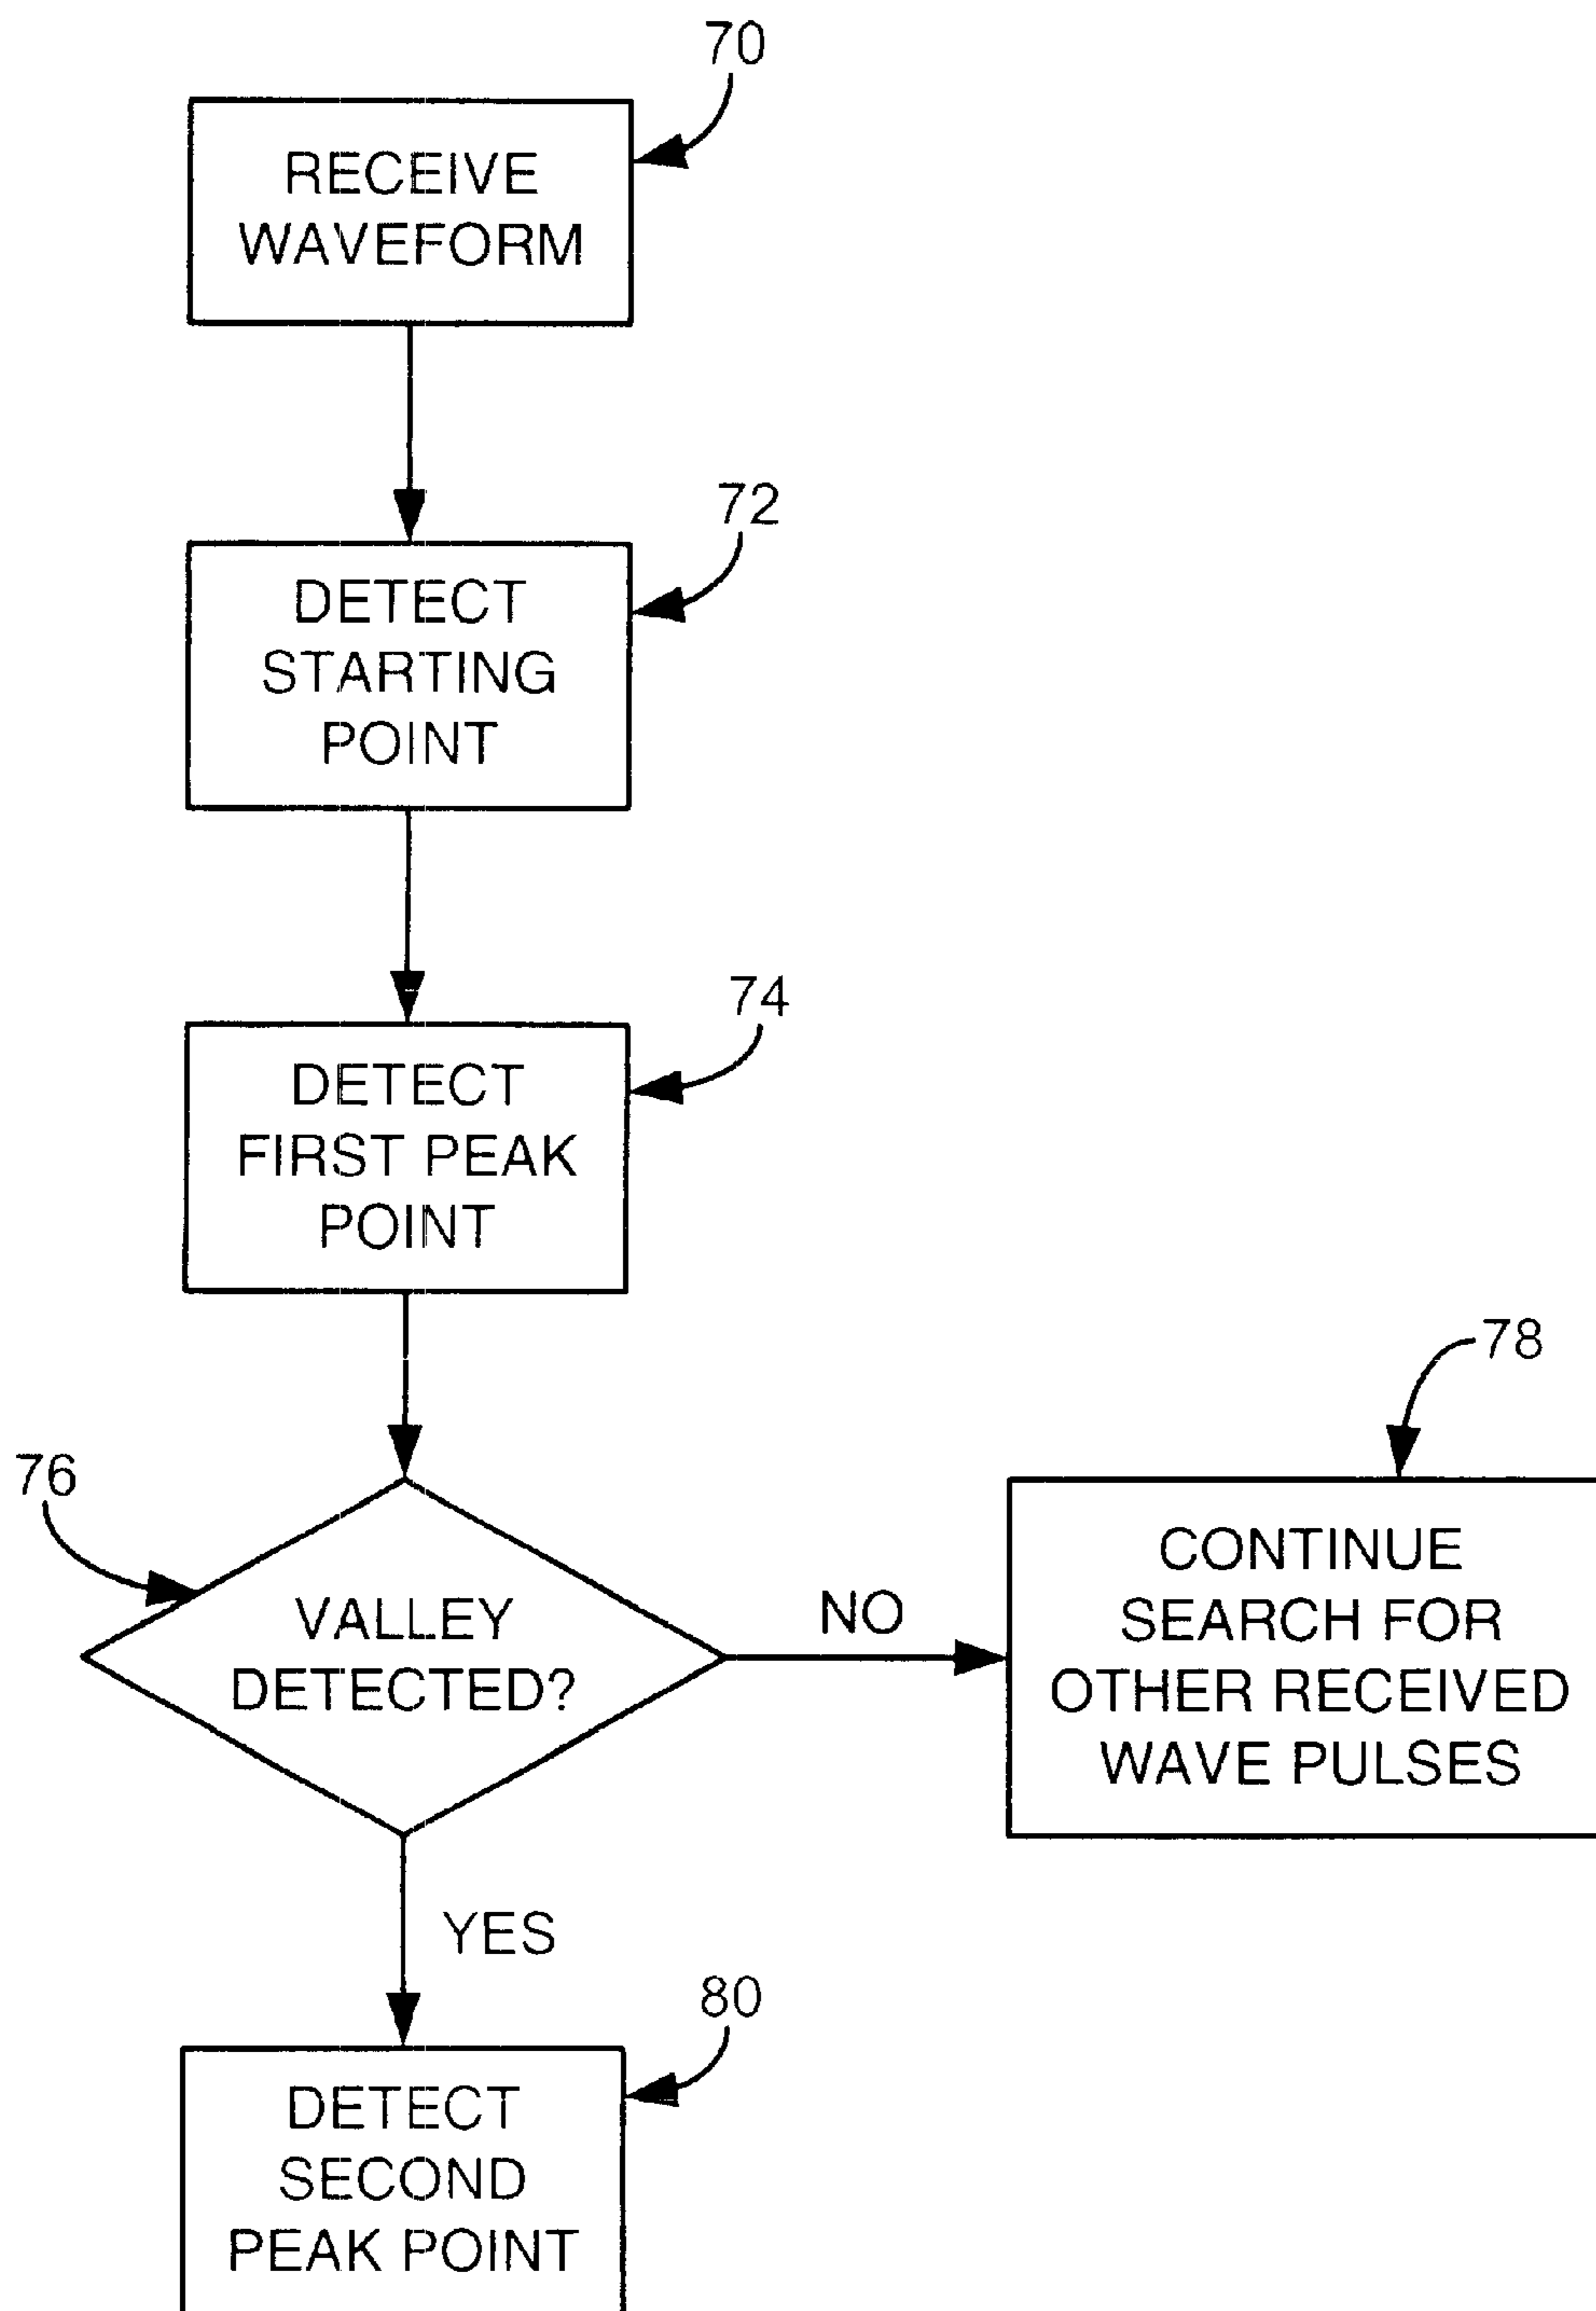 70
RECEIVE
WAVEFORM
72
DETECT
STARTING
POINT
74
DETECT
FIRST PEAK
POINT
76
VALLEY
DETECTED?
NO
78
CONTINUE
SEARCH FOR
OTHER RECEIVED
WAVE PULSES
YES
80
DETECT
SECOND
PEAK POINT